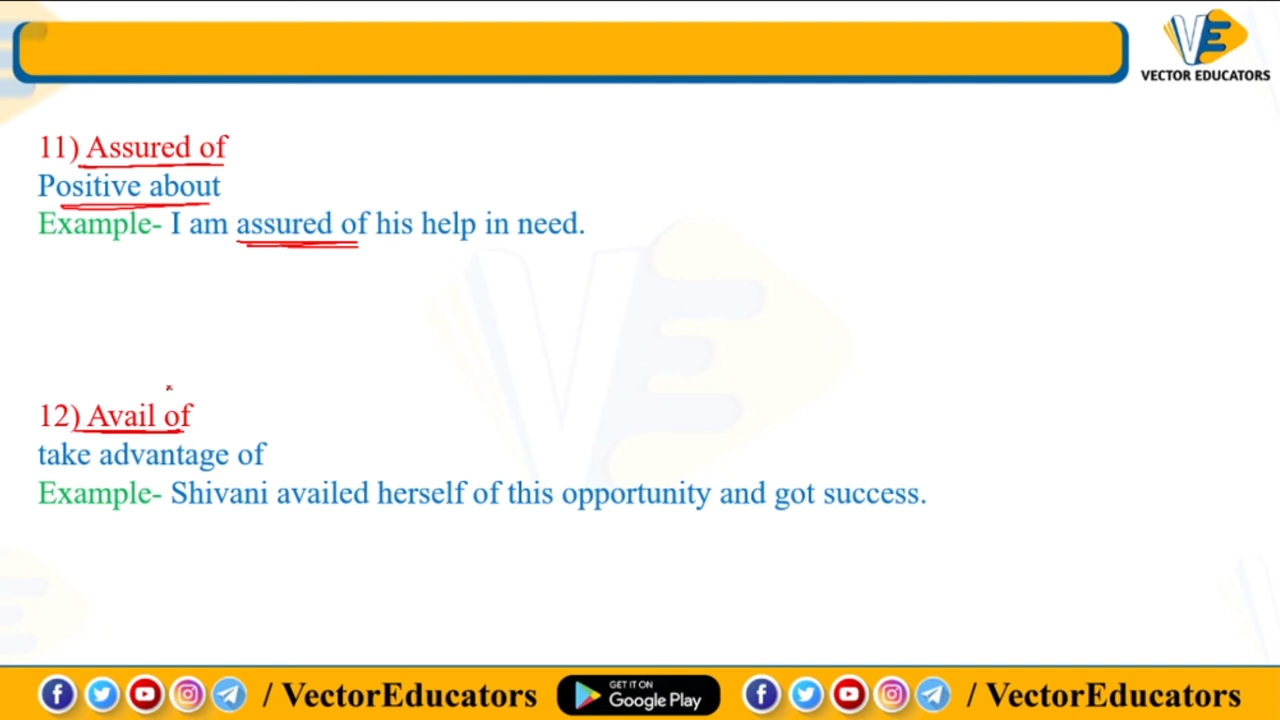 VE
VECTOR EDUCATORS
11) Assured of
Positive about
Example- I am assured of his help in need.
12) Avail of
take advantage of
Example- Shivani availed herself of this opportunity and got success.
/ VectorEducators GET IT ON Google Play / VectorEducators